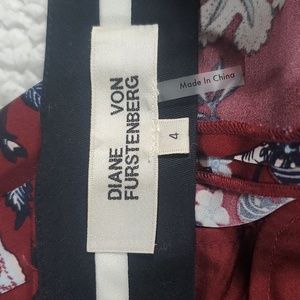 DIANE VON
FURSTENBERG
4
Made In China